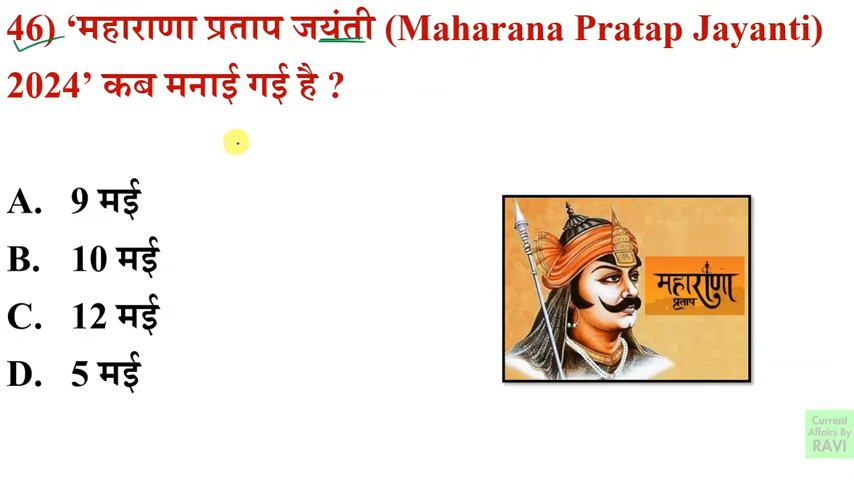 46) ‘महाराणा प्रताप जयंती (Maharana Pratap Jayanti)
2024’ कब मनाई गई है ?
A. 9 मई
B. 10 मई
C. 12 मई
D. 5 मई
महाराणा
प्रताप
Current
Affairs By
RAVI